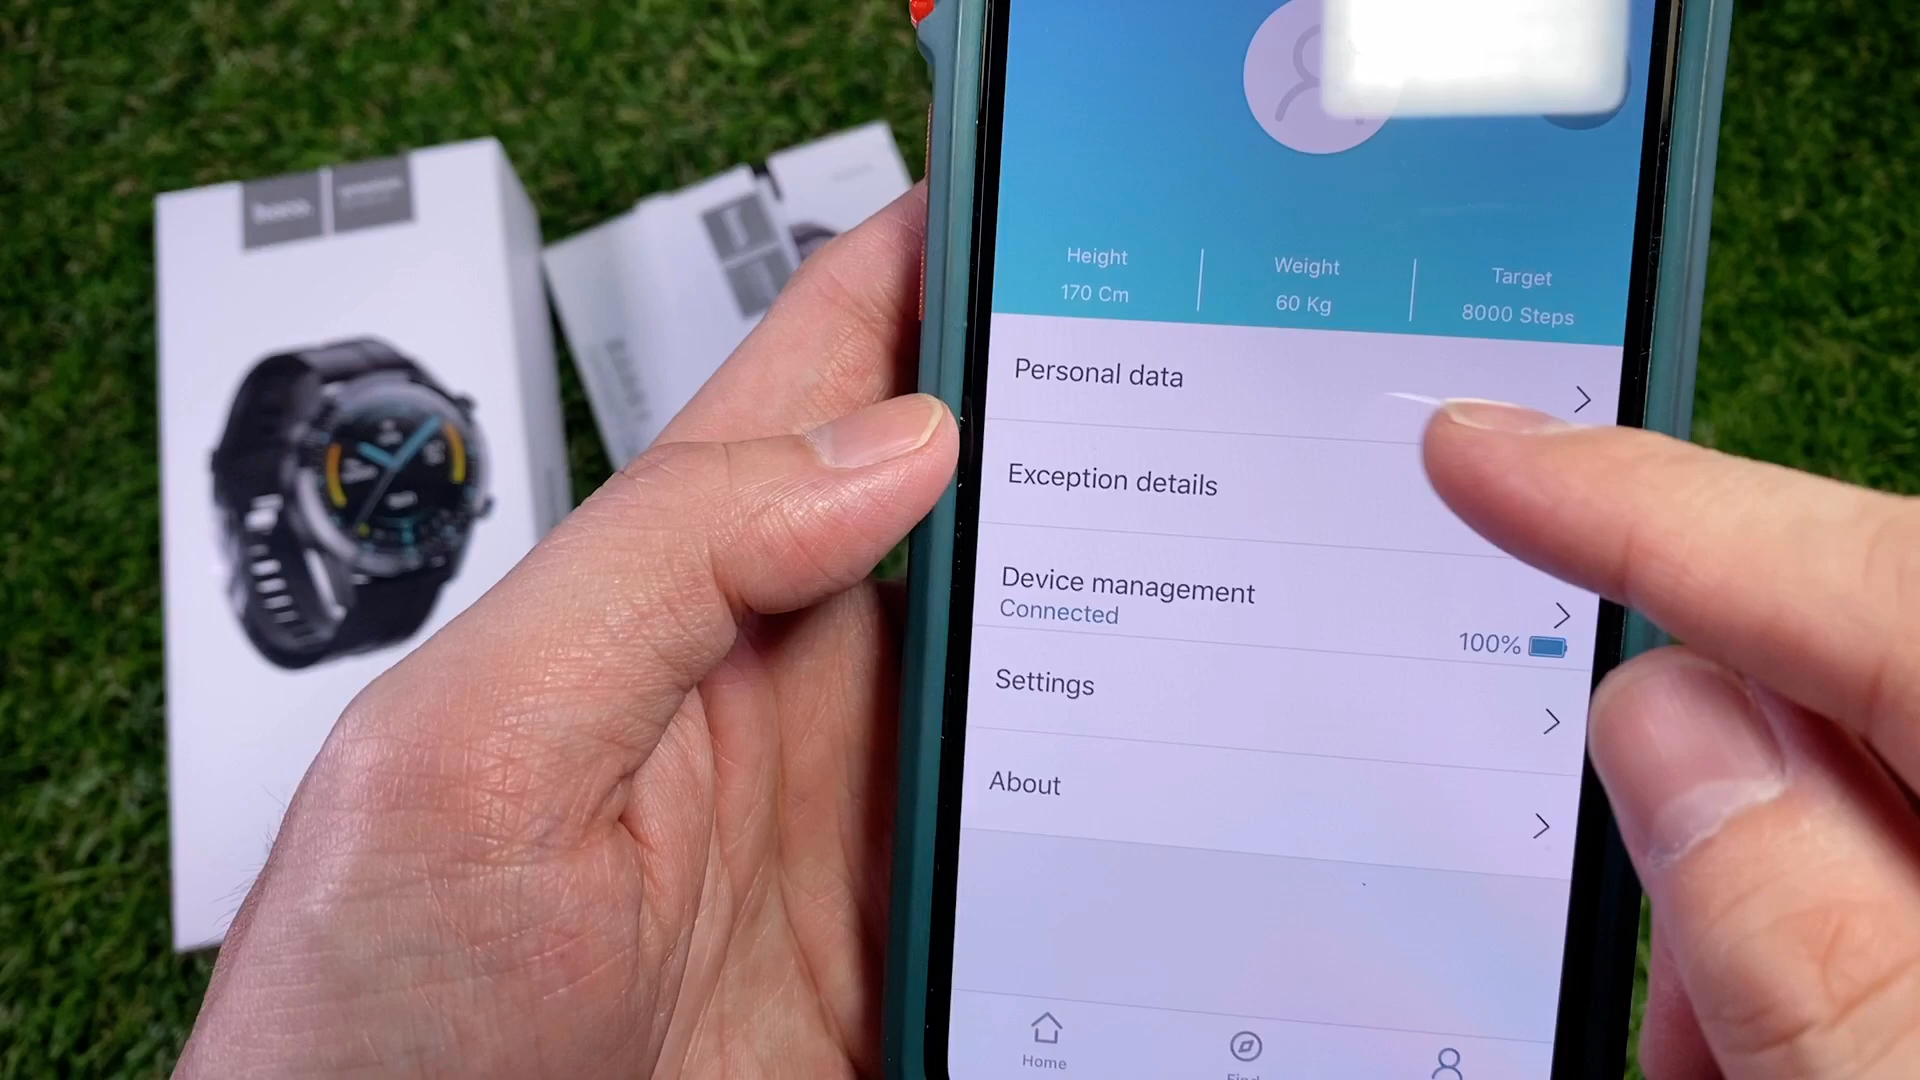 hoco.
Height
170 Cm
Weight
60 Kg
Target
8000 Steps
Personal data
Exception details
Device management
Connected
100%
Settings
About
Home